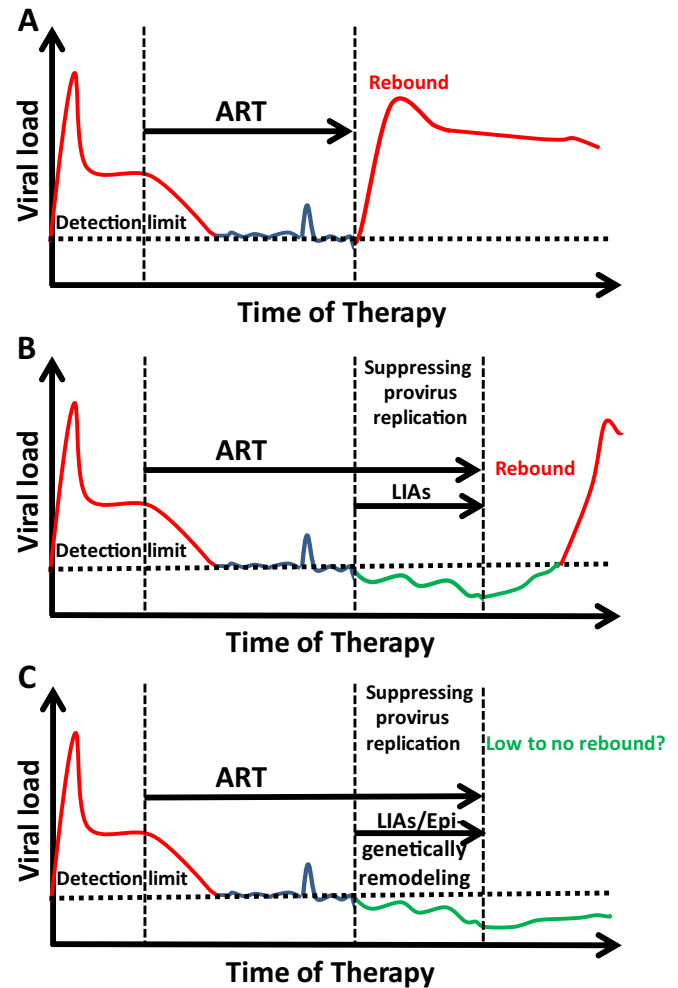 A
Viral load
Rebound
ART
Detection limit
Time of Therapy
B
Viral load
Suppressing
provirus
replication
ART
Rebound
LIAs
Detection limit
Time of Therapy
C
Viral load
Suppressing
provirus
replication
Low to no rebound?
ART
LIAs/Epi-
genetically
remodeling
Detection limit
Time of Therapy